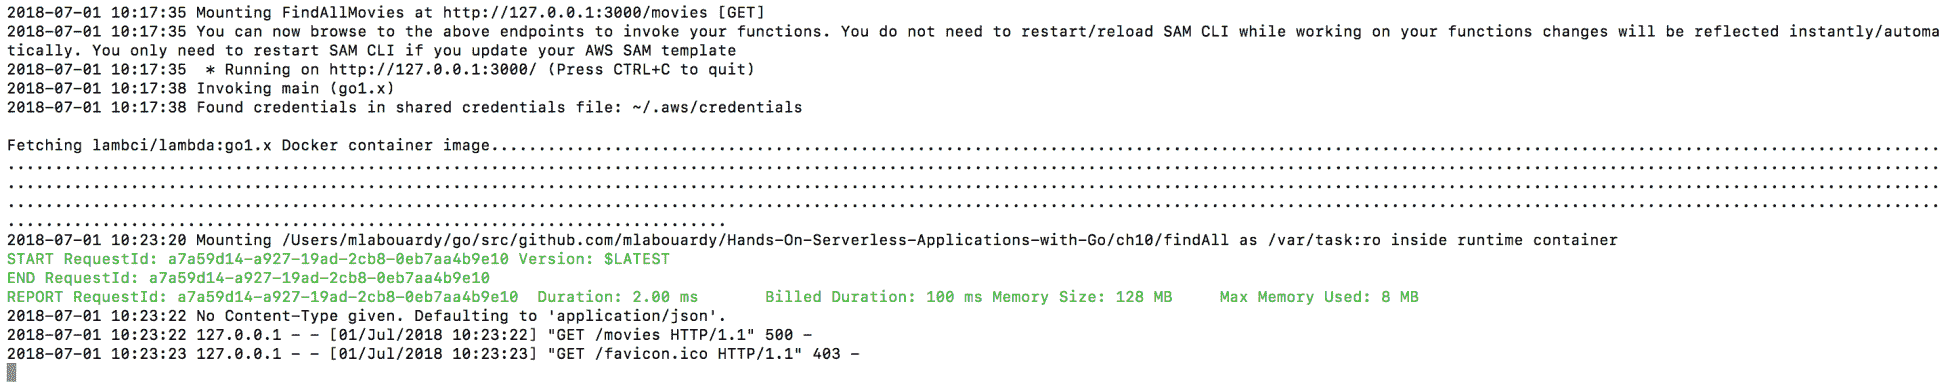 2018-07-01 10:17:35 Mounting FindAllMovies at http://127.0.0.1:3000/movies [GET]
2018-07-01 10:17:35 You can now browse to the above endpoints to invoke your functions. You do not need to restart/reload SAM CLI while working on your functions changes will be reflected instantly/automa
tically. You only need to restart SAM CLI if you update your AWS SAM template
2018-07-01 10:17:35  * Running on http://127.0.0.1:3000/ (Press CTRL+C to quit)
2018-07-01 10:17:38 Invoking main (go1.x)
2018-07-01 10:17:38 Found credentials in shared credentials file: ~/.aws/credentials
Fetching lambci/lambda:go1.x Docker container image.........................................................................................................................................................
............................................................................................................................................................................................................
............................................................................................................................................................................................................
............................................................................................................................................................................................................
............................................................................
2018-07-01 10:23:20 Mounting /Users/mlabouardy/go/src/github.com/mlabouardy/Hands-On-Serverless-Applications-with-Go/ch10/findAll as /var/task:ro inside runtime container
START RequestId: a7a59d14-a927-19ad-2cb8-0eb7aa4b9e10 Version: $LATEST
END RequestId: a7a59d14-a927-19ad-2cb8-0eb7aa4b9e10
REPORT RequestId: a7a59d14-a927-19ad-2cb8-0eb7aa4b9e10  Duration: 2.00 ms       Billed Duration: 100 ms Memory Size: 128 MB     Max Memory Used: 8 MB
2018-07-01 10:23:22 No Content-Type given. Defaulting to 'application/json'.
2018-07-01 10:23:22 127.0.0.1 - - [01/Jul/2018 10:23:22] "GET /movies HTTP/1.1" 500 -
2018-07-01 10:23:23 127.0.0.1 - - [01/Jul/2018 10:23:23] "GET /favicon.ico HTTP/1.1" 403 -